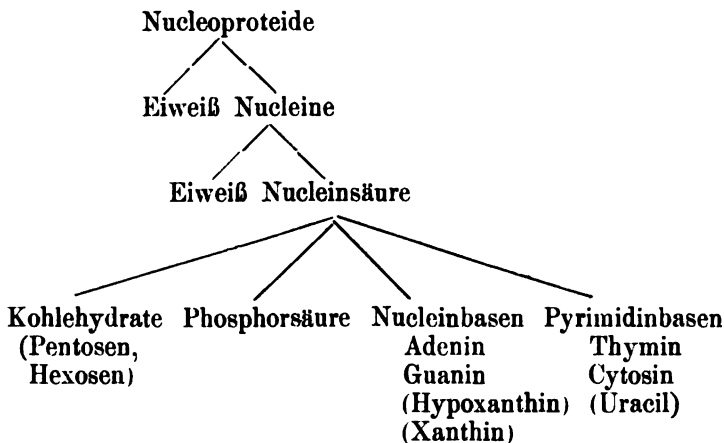 Nucleoproteide
Eiweiß Nucleine
Eiweiß Nucleinsäure
Kohlehydrate Phosphorsäure Nucleinbasen Pyrimidinbasen
(Pentosen, Adenin Thymin
Hexosen) Guanin Cytosin
(Hypoxanthin) (Uracil)
(Xanthin)